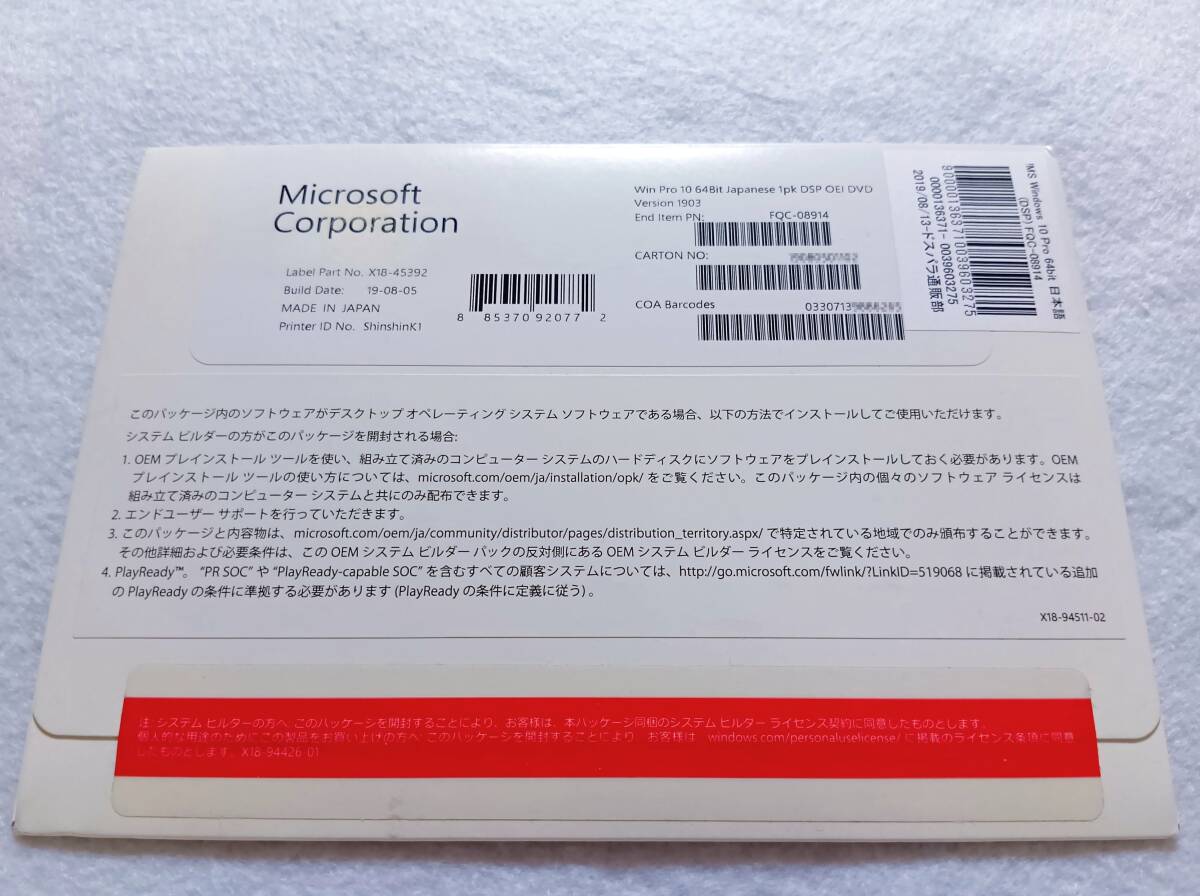 Microsoft
Corporation
Label Part No. X18-45392
Build Date: 19-08-05
MADE IN JAPAN
Printer ID No. ShinshinK1
8 85370 92077 2
Win Pro 10 64Bit Japanese 1pk DSP OEI DVD
Version 1903
End Item PN: FQC-08914
CARTON NO:
COA Barcodes 0330713
MS Windows 10 Pro 64bit 日本語
(DSP) FQC-08914
900001363710039603275
0000136371- 0039603275
2019/08/13-ドスパラ通販部
このパッケージ内のソフトウェアがデスクトップ オペレーティング システム ソフトウェアである場合、以下の方法でインストールしてご使用いただけます。
システム ビルダーの方がこのパッケージを開封される場合:
1. OEM プレインストール ツールを使い、組み立て済みのコンピューター システムのハードディスクにソフトウェアをプレインストールしておく必要があります。OEM
プレインストール ツールの使い方については、microsoft.com/oem/ja/installation/opk/ をご覧ください。このパッケージ内の個々のソフトウェア ライセンスは
組み立て済みのコンピューター システムと共にのみ配布できます。
2. エンドユーザー サポートを行っていただきます。
3. このパッケージと内容物は、microsoft.com/oem/ja/community/distributor/pages/distribution_territory.aspx/ で特定されている地域でのみ頒布することができます。
その他詳細および必要条件は、この OEM システム ビルダー パックの反対側にある OEM システム ビルダー ライセンスをご覧ください。
4. PlayReady™。 “PR SOC” や “PlayReady-capable SOC” を含むすべての顧客システムについては、http://go.microsoft.com/fwlink/?LinkID=519068 に掲載されている追加
の PlayReady の条件に準拠する必要があります (PlayReady の条件に定義に従う)。
X18-94511-02
注: システム ビルダーの方へ: このパッケージを開封することにより、お客様は、本パッケージ同梱のシステム ビルダー ライセンス契約に同意したものとします。
個人的な用途のためにこの製品をお買い上げの方へ: このパッケージを開封することにより、お客様は windows.com/personaluselicense/ に掲載のライセンス条項に同意
したものとします。X18-94426-01